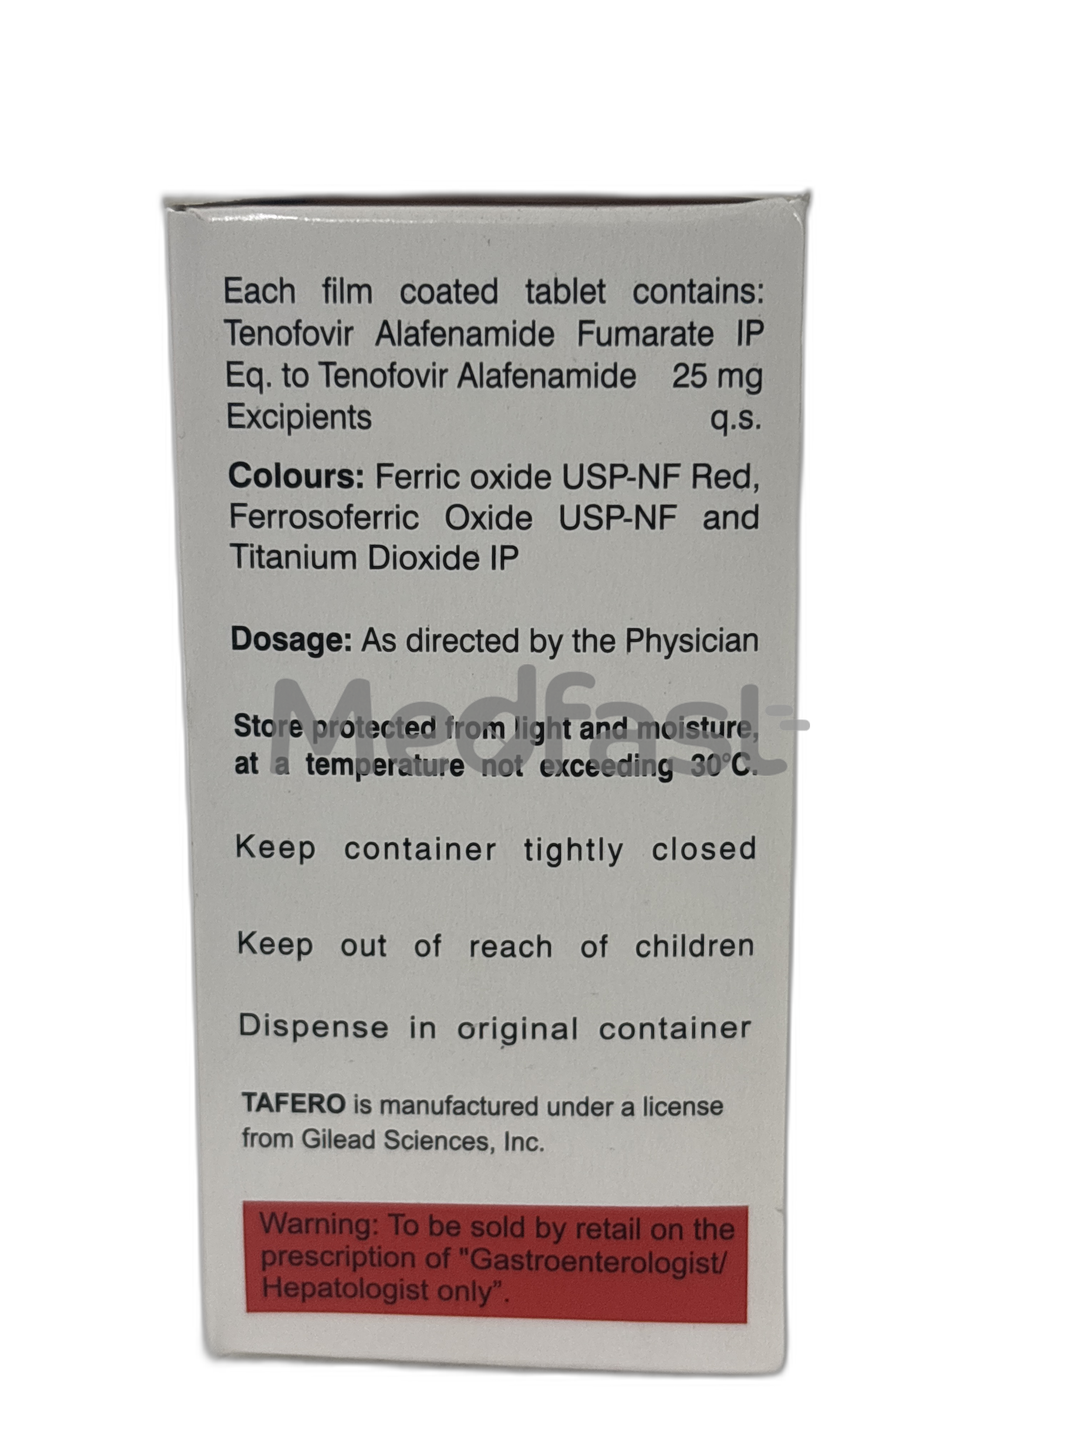 Each film coated tablet contains:
Tenofovir Alafenamide Fumarate IP
Eq. to Tenofovir Alafenamide 25 mg
Excipients q.s.
Colours: Ferric oxide USP-NF Red,
Ferrosoferric Oxide USP-NF and
Titanium Dioxide IP
Dosage: As directed by the Physician
Medfast
Store protected from light and moisture,
at a temperature not exceeding 30°C.
Keep container tightly closed
Keep out of reach of children
Dispense in original container
TAFERO is manufactured under a license
from Gilead Sciences, Inc.
Warning: To be sold by retail on the
prescription of "Gastroenterologist/
Hepatologist only”.